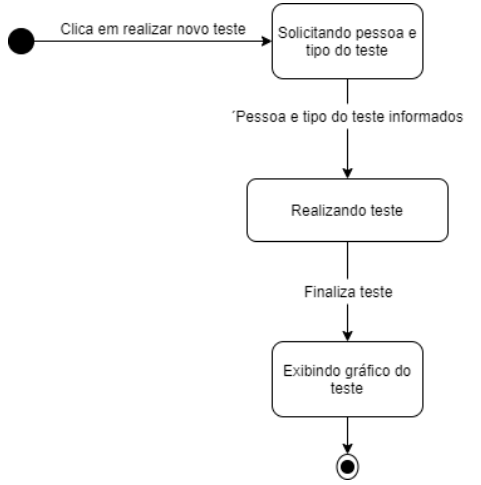 Clica em realizar novo teste
Solicitando pessoa e
tipo do teste
´Pessoa e tipo do teste informados
Realizando teste
Finaliza teste
Exibindo gráfico do
teste